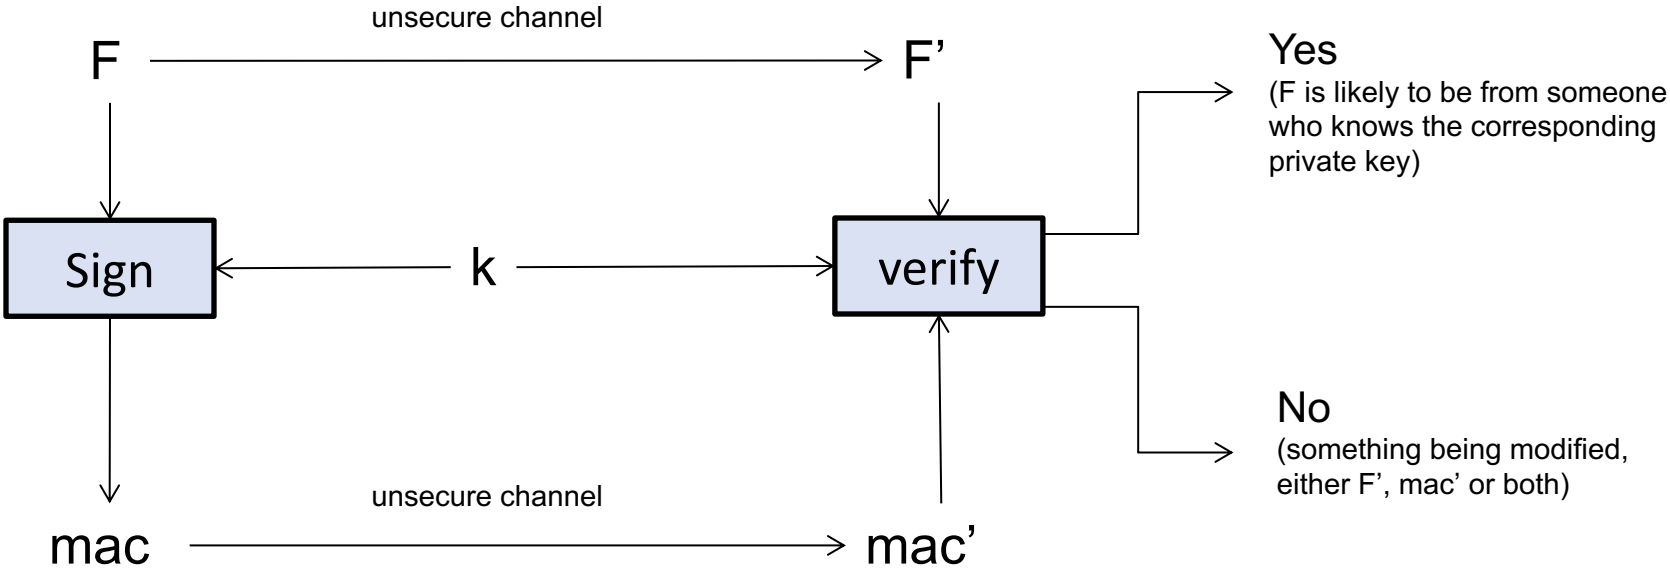 unsecure channel
F
F’
Yes
(F is likely to be from someone
who knows the corresponding
private key)
Sign
k
verify
No
(something being modified,
either F’, mac’ or both)
unsecure channel
mac
mac’